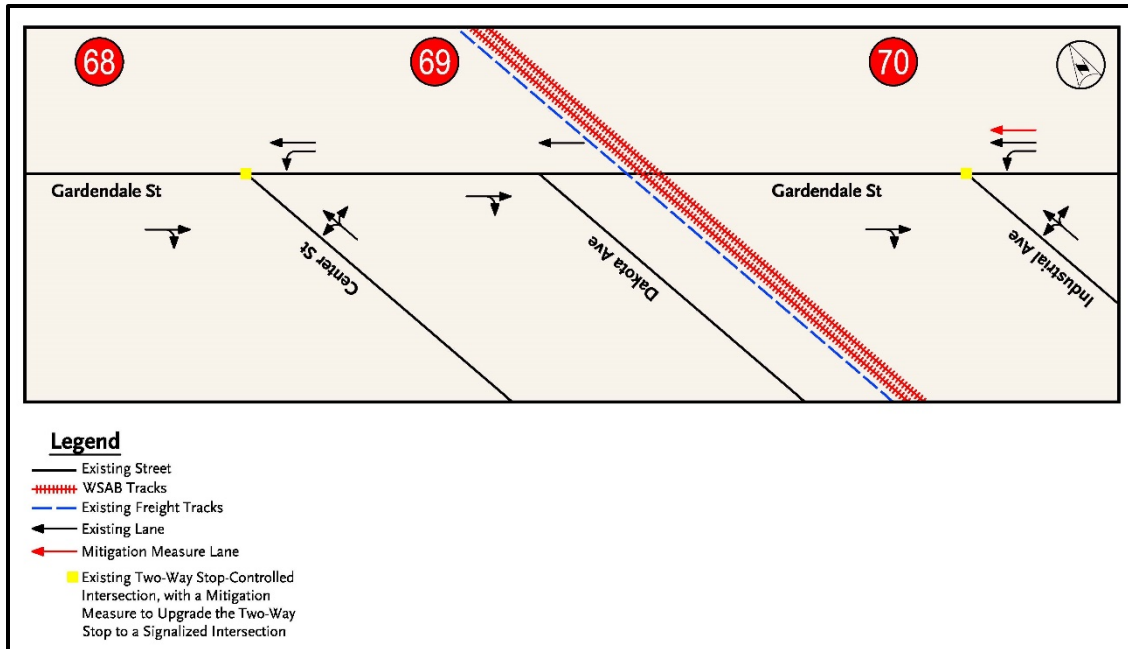 68
69
70
Gardendale St
Gardendale St
Center St
Dakota Ave
Industrial Ave
Legend
Existing Street
WSAB Tracks
Existing Freight Tracks
Existing Lane
Mitigation Measure Lane
Existing Two-Way Stop-Controlled
Intersection, with a Mitigation
Measure to Upgrade the Two-Way
Stop to a Signalized Intersection